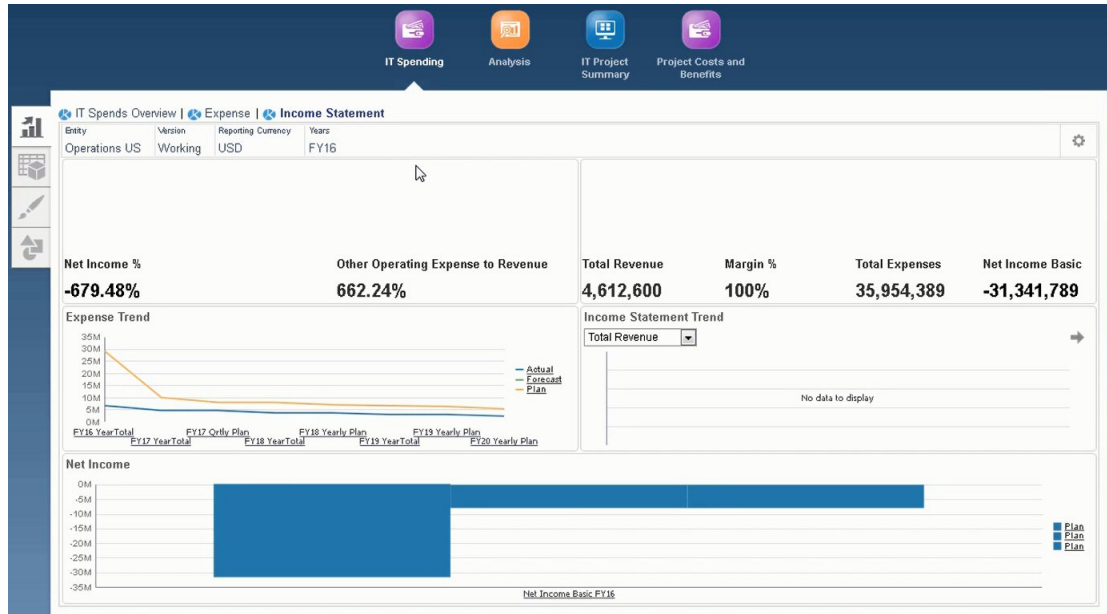 IT Spending
Analysis
IT Project
Summary
Project Costs and
Benefits
IT Spends Overview | Expense | Income Statement
Entity Version Reporting Currency Years
Operations US Working USD FY16
Net Income % Other Operating Expense to Revenue
-679.48% 662.24%
Total Revenue Margin % Total Expenses Net Income Basic
4,612,600 100% 35,954,389 -31,341,789
Expense Trend
35M
30M
25M
20M
15M
10M
5M
0M
Actual
Forecast
Plan
FY16 YearTotal FY17 Qrtly Plan FY18 Yearly Plan FY19 Yearly Plan
FY17 YearTotal FY18 YearTotal FY19 YearTotal FY20 Yearly Plan
Income Statement Trend
Total Revenue
No data to display
Net Income
0M
-5M
-10M
-15M
-20M
-25M
-30M
-35M
Plan
Plan
Plan
Net Income Basic FY16